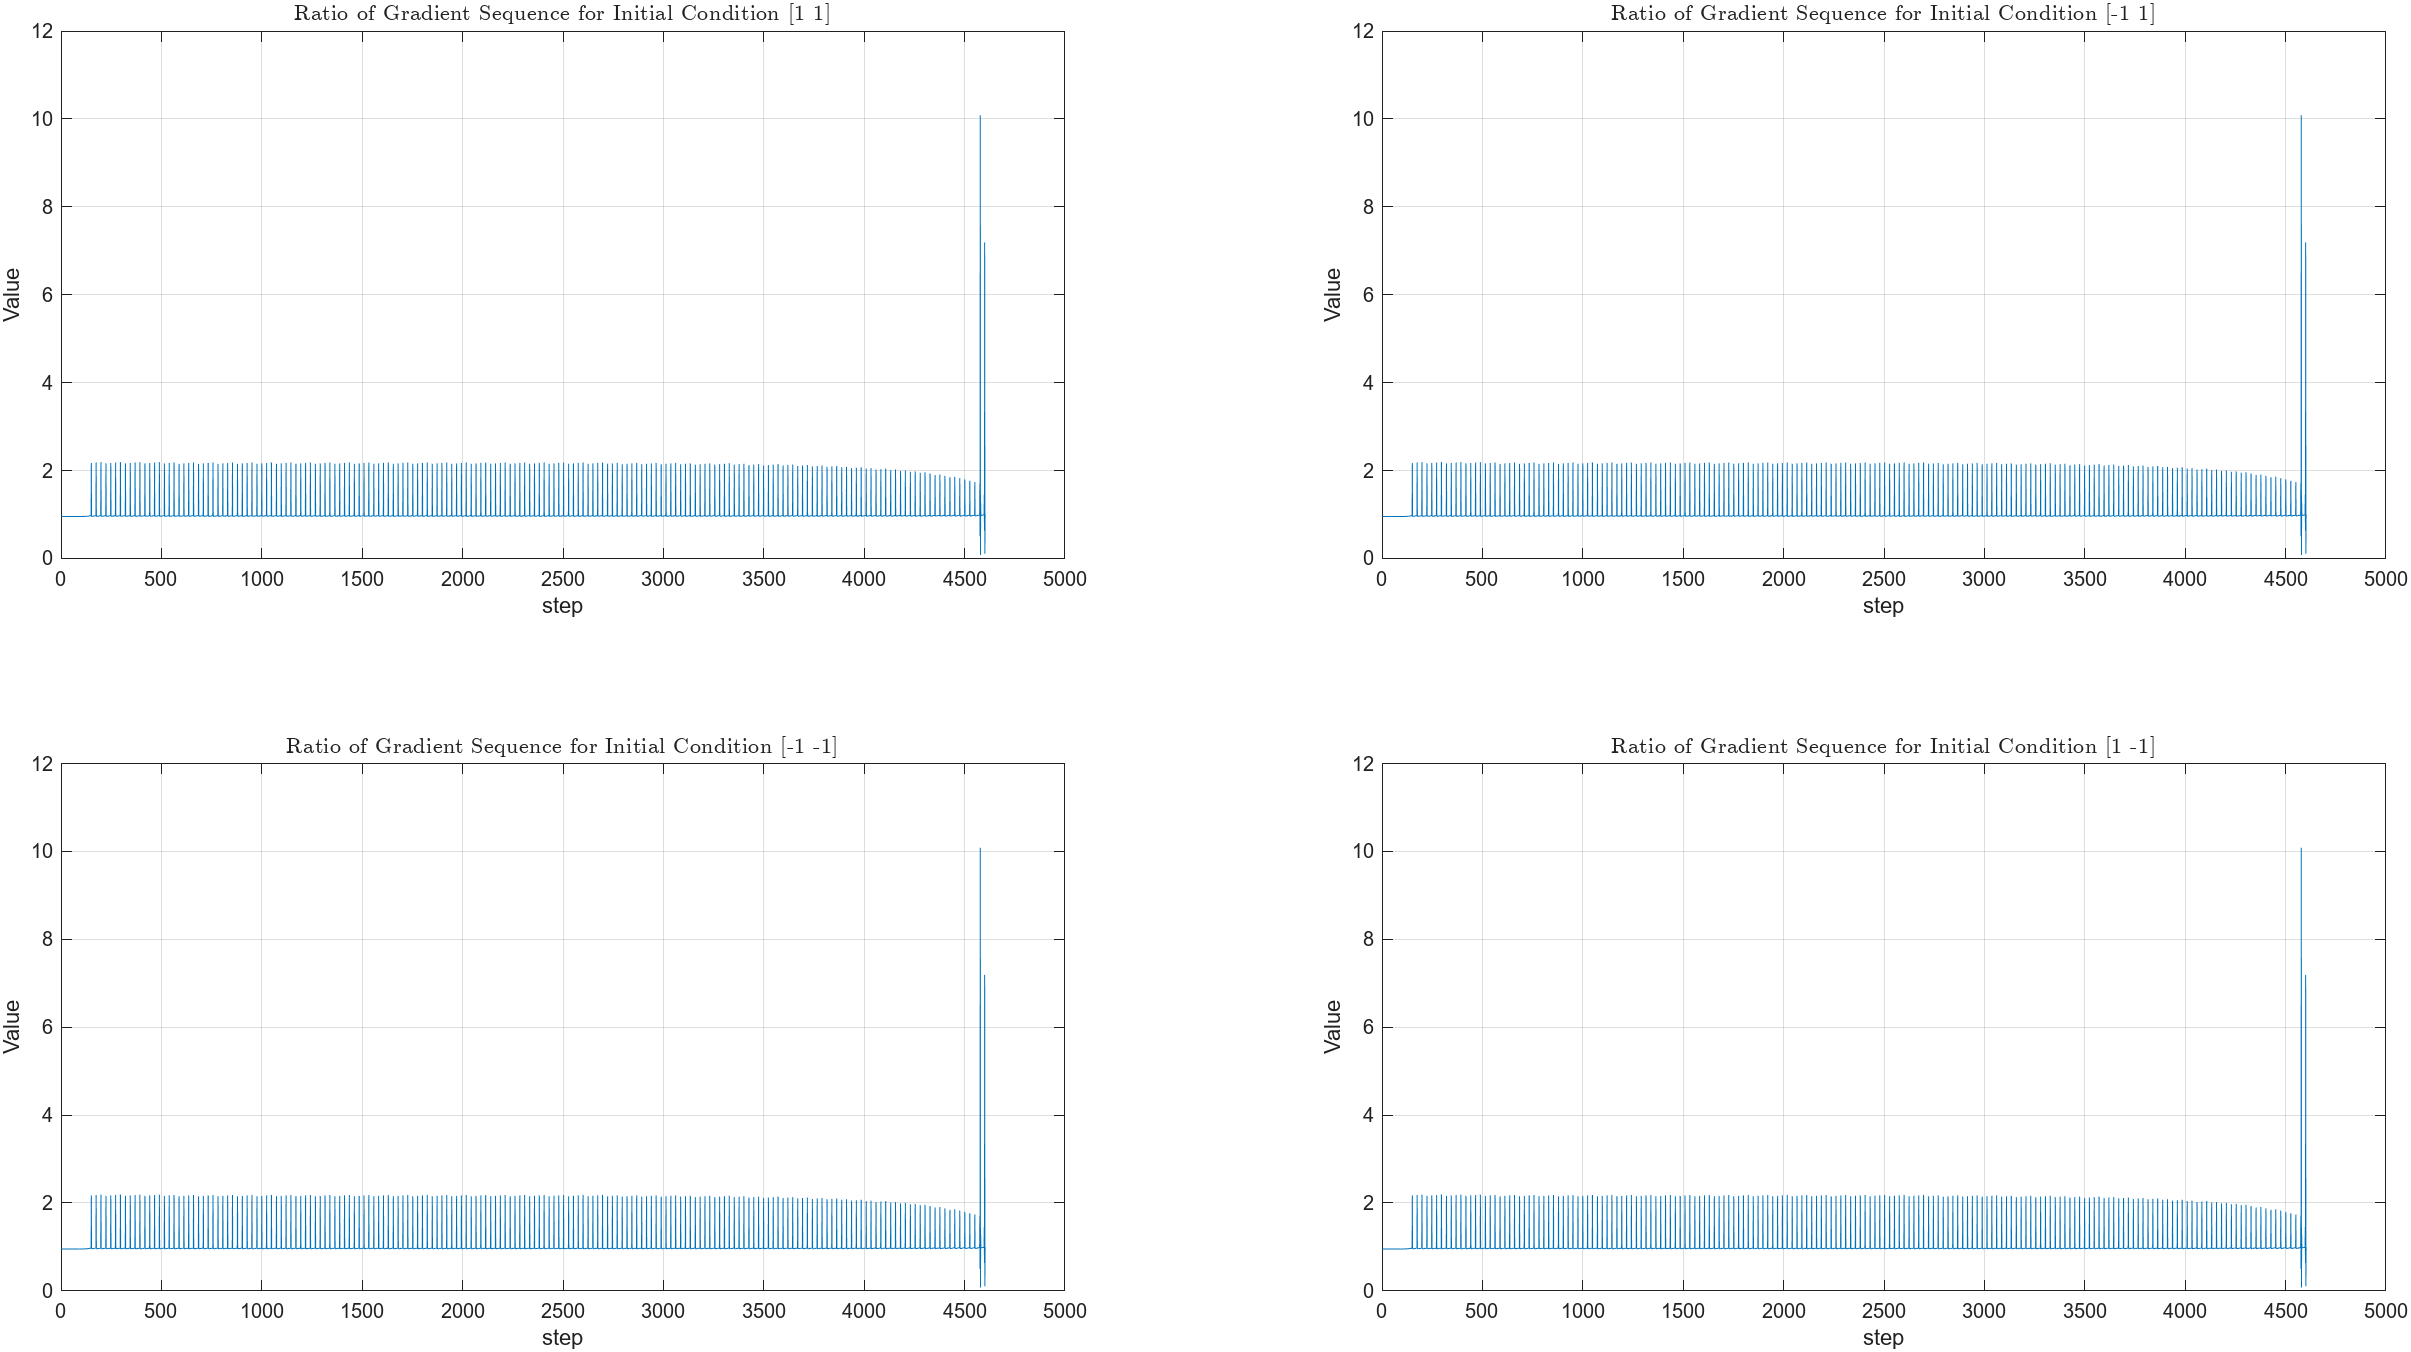 Ratio of Gradient Sequence for Initial Condition [1 1]
12
10
8
6
4
2
0
Value
0 500 1000 1500 2000 2500 3000 3500 4000 4500 5000
step
Ratio of Gradient Sequence for Initial Condition [-1 1]
12
10
8
6
4
2
0
Value
0 500 1000 1500 2000 2500 3000 3500 4000 4500 5000
step
Ratio of Gradient Sequence for Initial Condition [-1 -1]
12
10
8
6
4
2
0
Value
0 500 1000 1500 2000 2500 3000 3500 4000 4500 5000
step
Ratio of Gradient Sequence for Initial Condition [1 -1]
12
10
8
6
4
2
0
Value
0 500 1000 1500 2000 2500 3000 3500 4000 4500 5000
step